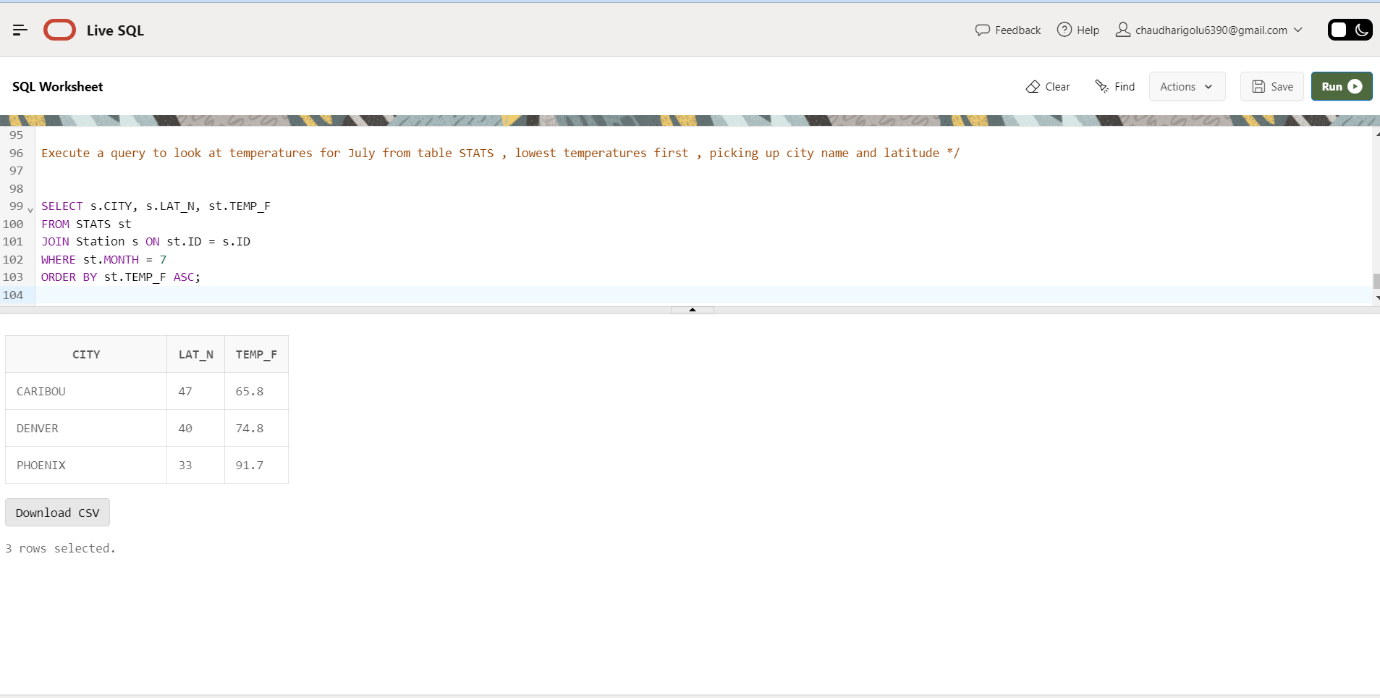 Live SQL
Feedback
Help
chaudharigolu6390@gmail.com
SQL Worksheet
Clear
Find
Actions
Save
Run
95
96 Execute a query to look at temperatures for July from table STATS , lowest temperatures first , picking up city name and latitude */
97
98
99 SELECT s.CITY, s.LAT_N, st.TEMP_F
100 FROM STATS st
101 JOIN Station s ON st.ID = s.ID
102 WHERE st.MONTH = 7
103 ORDER BY st.TEMP_F ASC;
104
CITY LAT_N TEMP_F
CARIBOU 47 65.8
DENVER 40 74.8
PHOENIX 33 91.7
Download CSV
3 rows selected.